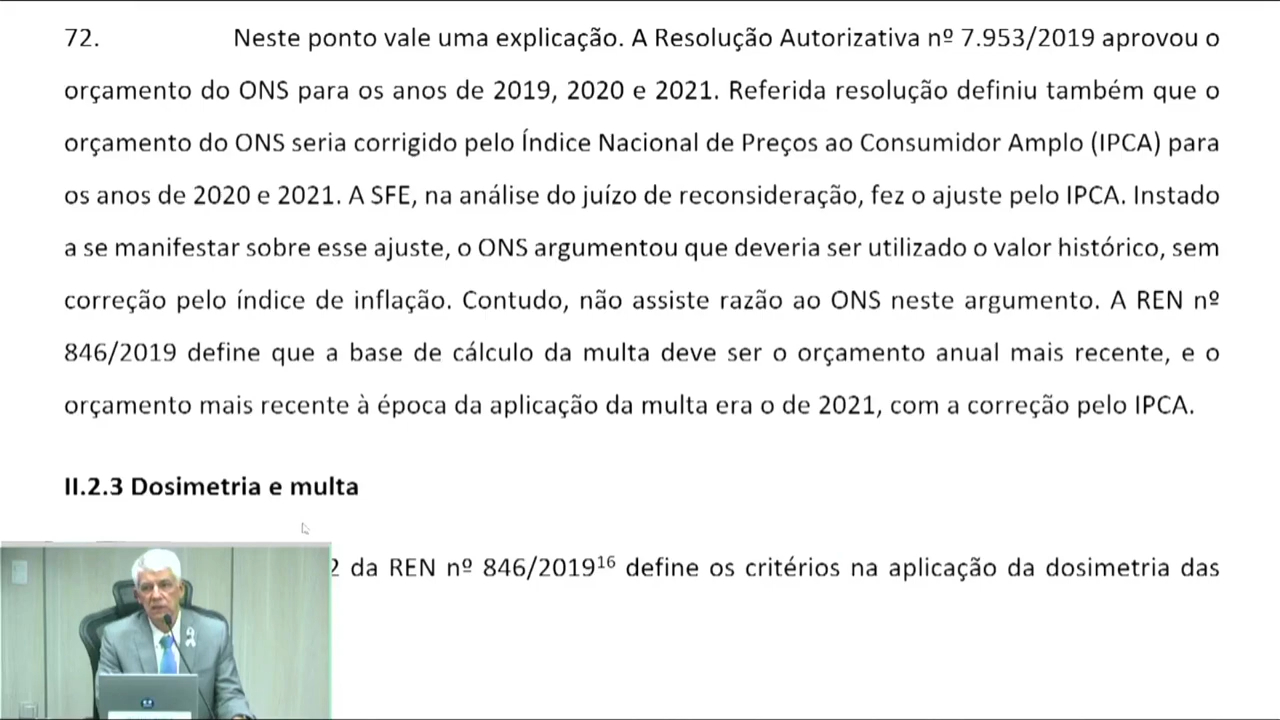 72. Neste ponto vale uma explicação. A Resolução Autorizativa nº 7.953/2019 aprovou o
orçamento do ONS para os anos de 2019, 2020 e 2021. Referida resolução definiu também que o
orçamento do ONS seria corrigido pelo Índice Nacional de Preços ao Consumidor Amplo (IPCA) para
os anos de 2020 e 2021. A SFE, na análise do juízo de reconsideração, fez o ajuste pelo IPCA. Instado
a se manifestar sobre esse ajuste, o ONS argumentou que deveria ser utilizado o valor histórico, sem
correção pelo índice de inflação. Contudo, não assiste razão ao ONS neste argumento. A REN nº
846/2019 define que a base de cálculo da multa deve ser o orçamento anual mais recente, e o
orçamento mais recente à época da aplicação da multa era o de 2021, com a correção pelo IPCA.
II.2.3 Dosimetria e multa
2 da REN nº 846/2019¹⁶ define os critérios na aplicação da dosimetria das